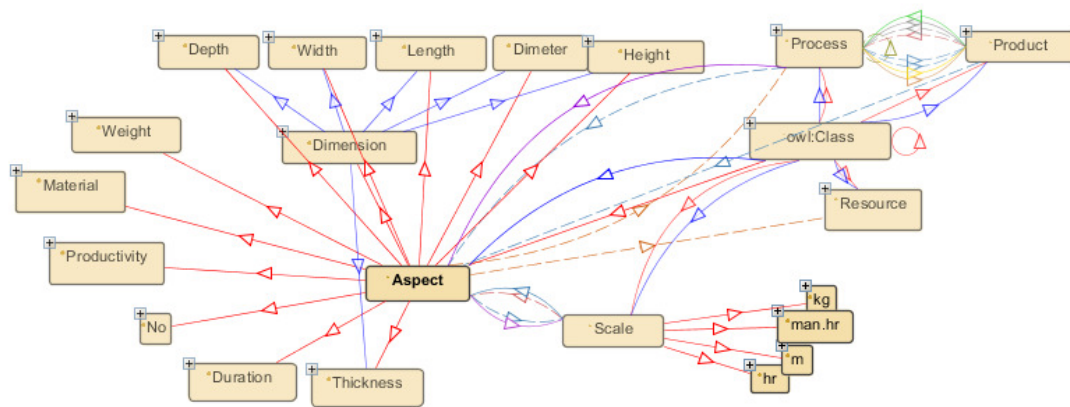 *Depth
*Width
*Length
*Dimeter
*Height
*Process
*Product
*Weight
*Dimension
owl:Class
*Material
*Resource
*Productivity
*Aspect
*kg
*No
*Scale
*man.hr
*m
*Duration
*Thickness
*hr